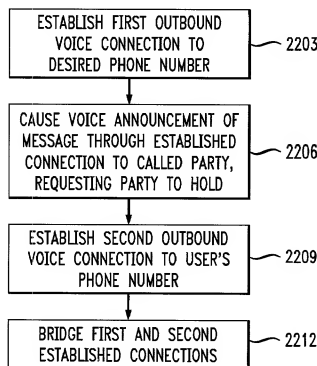 ESTABLISH FIRST OUTBOUND
VOICE CONNECTION TO
DESIRED PHONE NUMBER
2203
CAUSE VOICE ANNOUNCEMENT OF
MESSAGE THROUGH ESTABLISHED
CONNECTION TO CALLED PARTY,
REQUESTING PARTY TO HOLD
2206
ESTABLISH SECOND OUTBOUND
VOICE CONNECTION TO USER'S
PHONE NUMBER
2209
BRIDGE FIRST AND SECOND
ESTABLISHED CONNECTIONS
2212